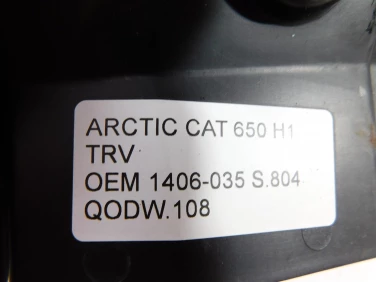 ARCTIC CAT 650 H1
TRV
OEM 1406-035 S.804
QODW.108